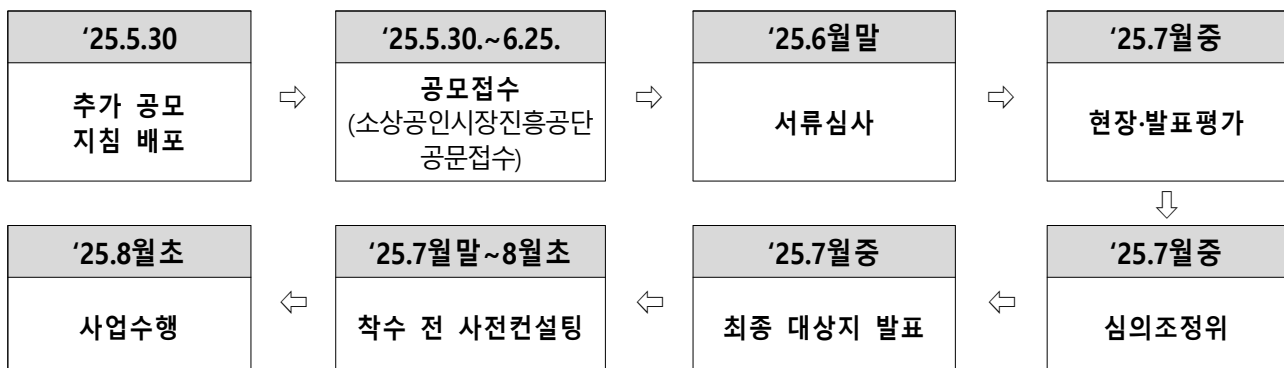 ‘25.5.30
추가 공모
지침 배포
⇨
‘25.5.30.~6.25.
공모접수
(소상공인시장진흥공단
공문접수)
⇨
‘25.6월말
서류심사
⇨
‘25.7월중
현장·발표평가
⇩
‘25.7월중
심의조정위
⇦
‘25.7월중
최종 대상지 발표
⇦
‘25.7월말~8월초
착수 전 사전컨설팅
⇦
‘25.8월초
사업수행